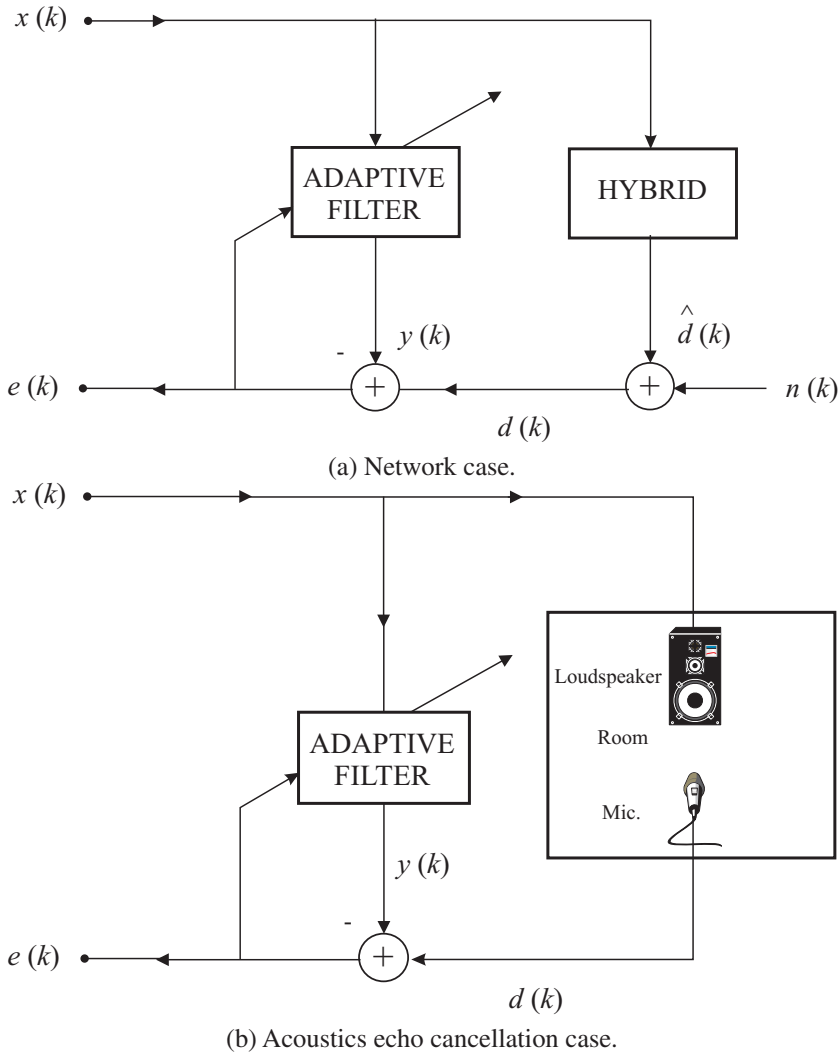 x (k)
ADAPTIVE
FILTER
HYBRID
-
y (k)
^
d (k)
e (k)
+
+
n (k)
d (k)
(a) Network case.
x (k)
Loudspeaker
Room
Mic.
ADAPTIVE
FILTER
y (k)
-
e (k)
+
d (k)
(b) Acoustics echo cancellation case.